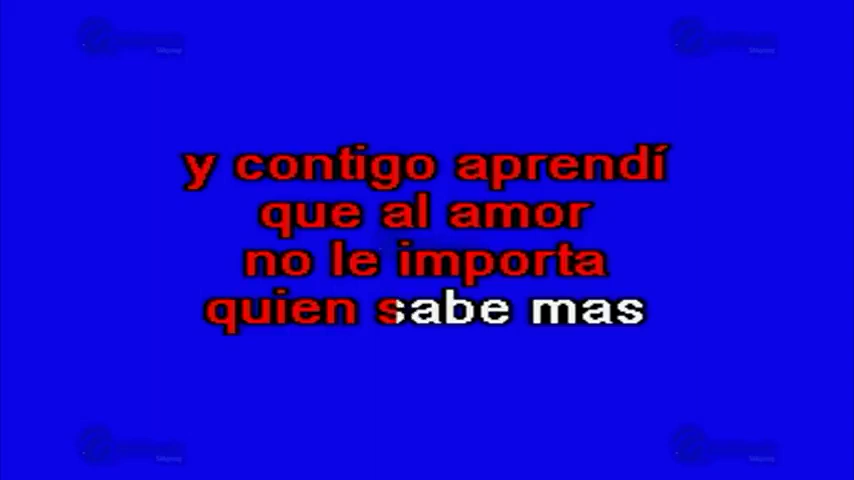 y contigo aprendí
que al amor
no le importa
quien sabe mas